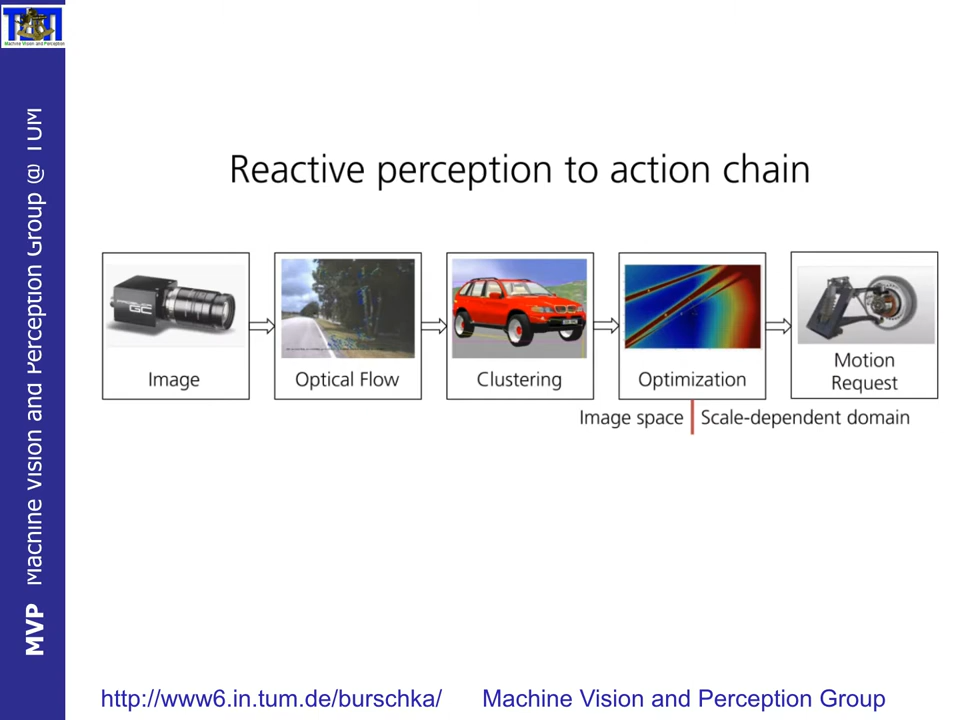 TUM
Machine Vision and Perception
MVP Machine Vision and Perception Group @ TUM
Reactive perception to action chain
GC
Image
Optical Flow
Clustering
Optimization
Motion
Request
Image space
Scale-dependent domain
http://www6.in.tum.de/burschka/ Machine Vision and Perception Group